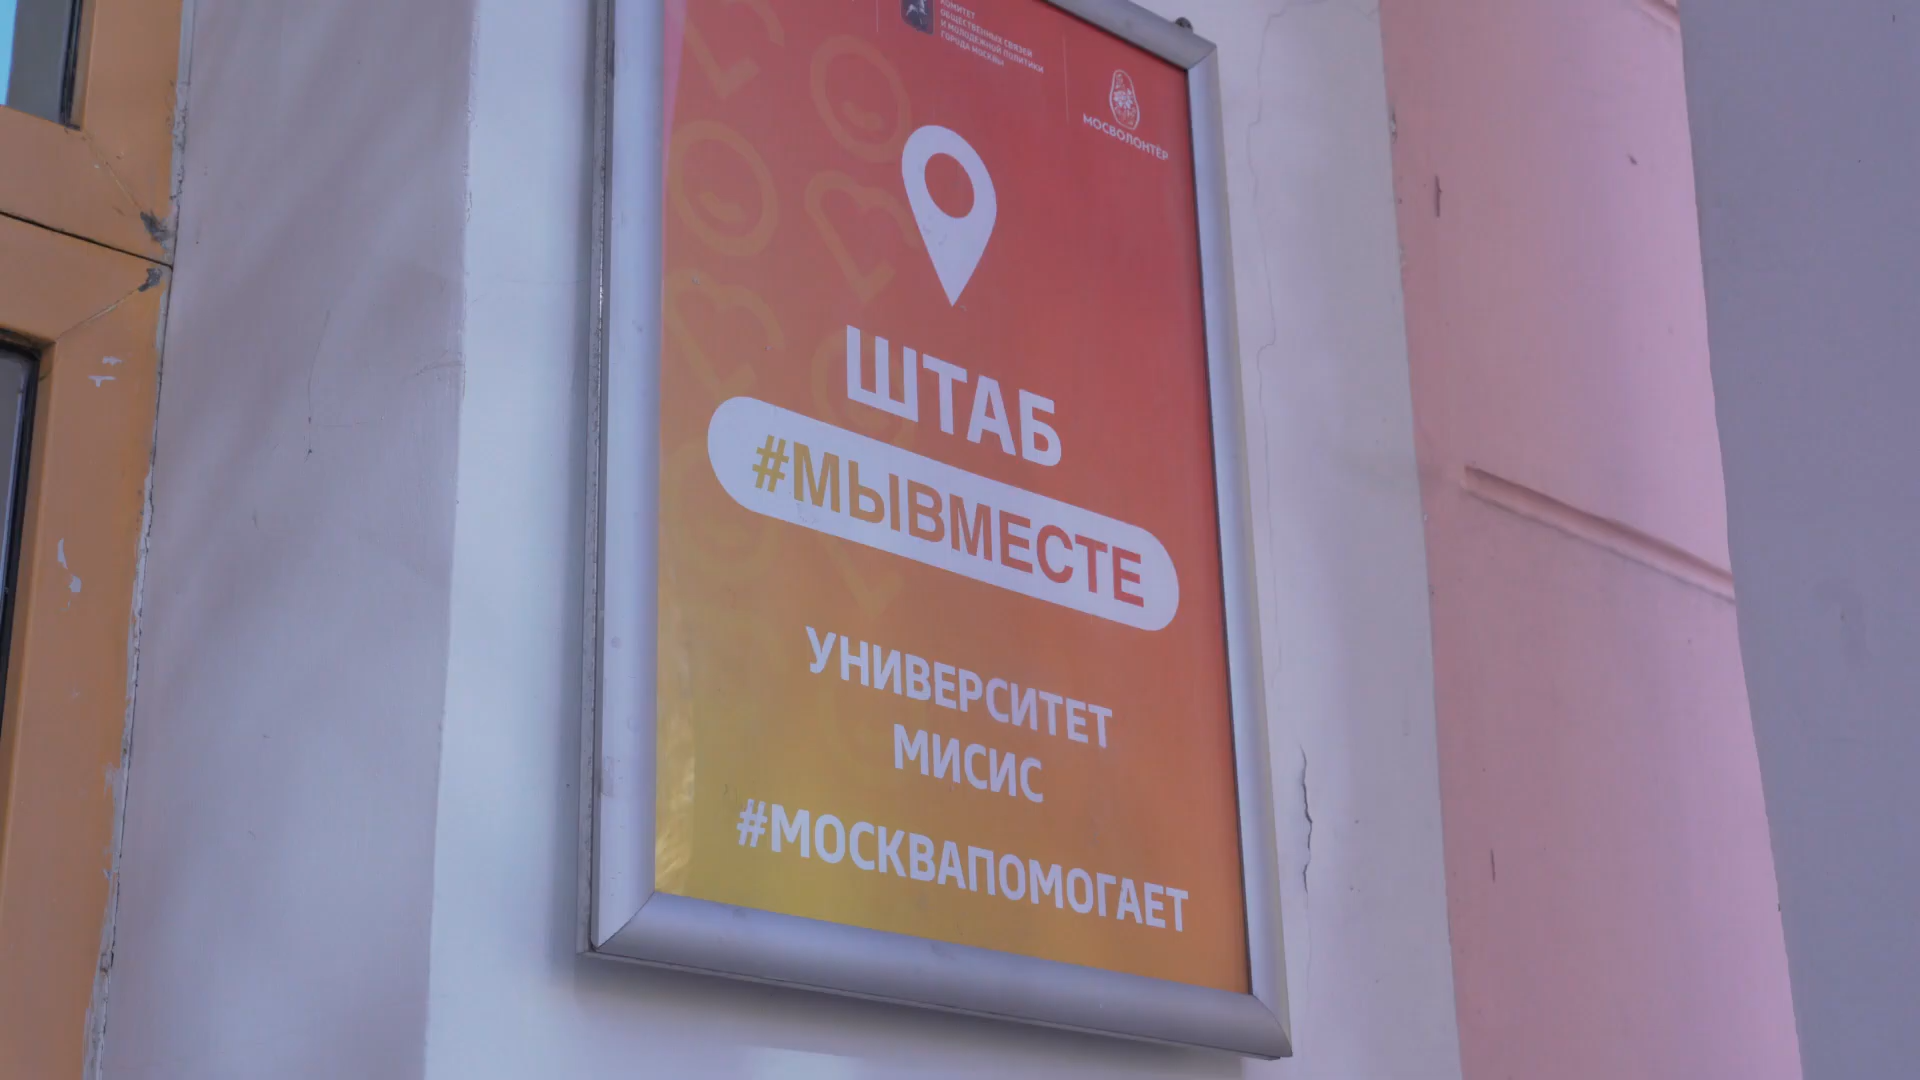 КОМИТЕТ
ОБЩЕСТВЕННЫХ СВЯЗЕЙ
И МОЛОДЕЖНОЙ ПОЛИТИКИ
ГОРОДА МОСКВЫ
МОСВОЛОНТЁР
ШТАБ
#МЫВМЕСТЕ
УНИВЕРСИТЕТ
МИСИС
#МОСКВАПОМОГАЕТ